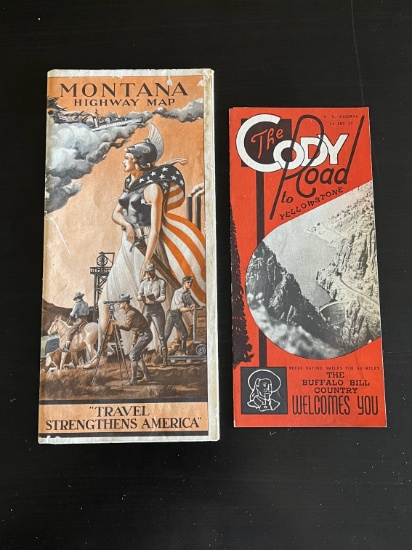 MONTANA
HIGHWAY MAP
"TRAVEL
STRENGTHENS AMERICA"
The
CODY
Road
to
YELLOWSTONE
THE
BUFFALO BILL
COUNTRY
WELCOMES YOU